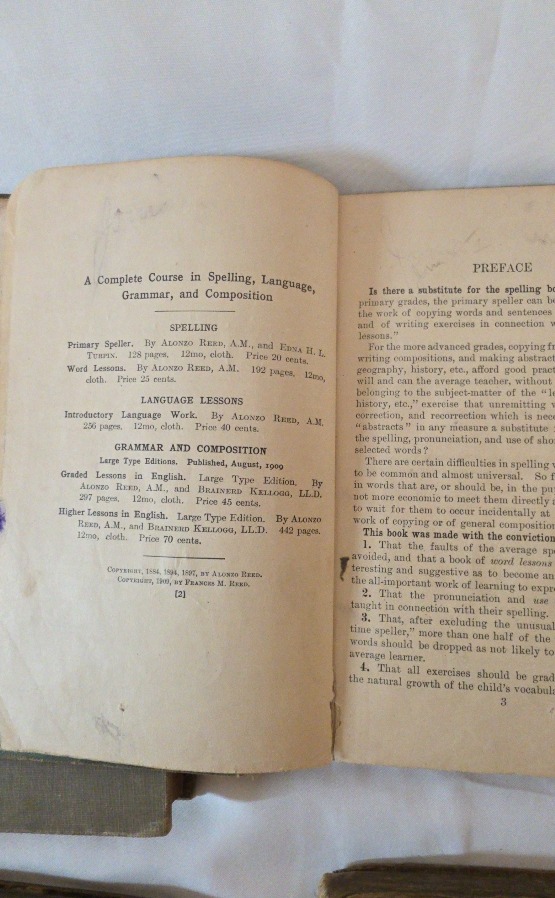 A Complete Course in Spelling, Language,
Grammar, and Composition
SPELLING
Primary Speller. By Alonzo Reed, A.M., and Edna H. L.
Turpin. 128 pages. 12mo, cloth. Price 20 cents.
Word Lessons. By Alonzo Reed, A.M. 192 pages. 12mo,
cloth. Price 25 cents.
LANGUAGE LESSONS
Introductory Language Work. By Alonzo Reed, A.M.
256 pages. 12mo, cloth. Price 40 cents.
GRAMMAR AND COMPOSITION
Large Type Editions. Published, August, 1909
Graded Lessons in English. Large Type Edition. By
Alonzo Reed, A.M., and Brainerd Kellogg, LL.D.
297 pages. 12mo, cloth. Price 45 cents.
Higher Lessons in English. Large Type Edition. By Alonzo
Reed, A.M., and Brainerd Kellogg, LL.D. 442 pages.
12mo, cloth. Price 70 cents.
Copyright, 1884, 1894, 1897, by Alonzo Reed.
Copyright, 1909, by Frances M. Reed.
[2]
PREFACE
Is there a substitute for the spelling bo
primary grades, the primary speller can b
the work of copying words and sentences
and of writing exercises in connection w
lessons."
For the more advanced grades, copying fr
writing compositions, and making abstract
geography, history, etc., afford good pract
will and can the average teacher, without
belonging to the subject-matter of the "le
history, etc.," exercise that unremitting v
correction, and recorrection which is nece
"abstracts" in any measure a substitute
the spelling, pronunciation, and use of sho
selected words?
There are certain difficulties in spelling w
to be common and almost universal. So f
in words that are, or should be, in the pu
not more economic to meet them directly
to wait for them to occur incidentally at
work of copying or of general composition
This book was made with the conviction
1. That the faults of the average spe
avoided, and that a book of word lessons
teresting and suggestive as to become an
the all-important work of learning to expre
2. That the pronunciation and use
taught in connection with their spelling.
3. That, after excluding the unusual
time speller," more than one half of the
words should be dropped as not likely to
average learner.
4. That all exercises should be grad
the natural growth of the child's vocabul
3